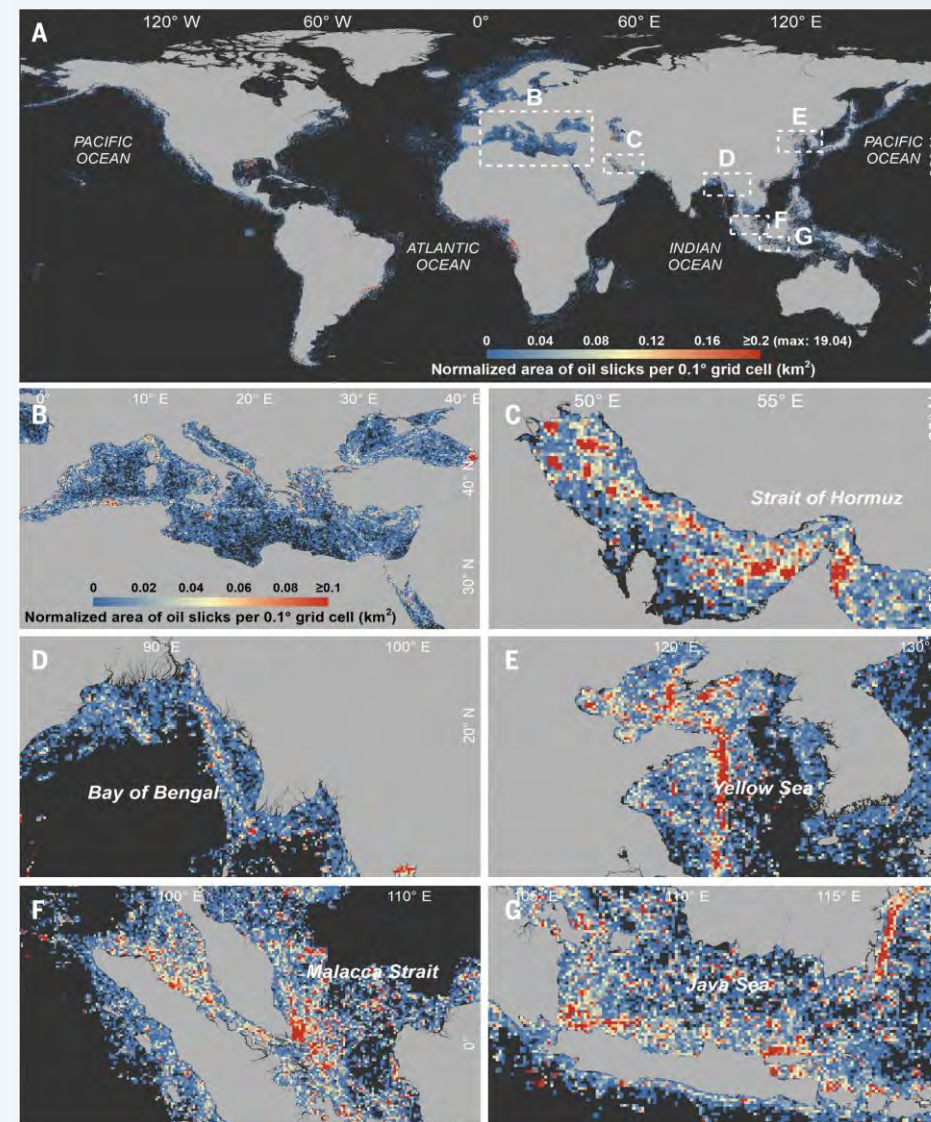 A
120° W
60° W
0°
60° E
120° E
B
C
D
E
F
G
PACIFIC
OCEAN
PACIFIC
OCEAN
ATLANTIC
OCEAN
INDIAN
OCEAN
0 0.04 0.08 0.12 0.16 ≥0.2 (max: 19.04)
Normalized area of oil slicks per 0.1° grid cell (km²)
B
0°
10° E
20° E
30° E
40° E
40° N
30° N
0 0.02 0.04 0.06 0.08 ≥0.1
Normalized area of oil slicks per 0.1° grid cell (km²)
C
50° E
55° E
Strait of Hormuz
D
90° E
100° E
20° N
Bay of Bengal
E
120° E
130°
Yellow Sea
F
100° E
110° E
Malacca Strait
0°
G
105° E
110° E
115° E
Java Sea